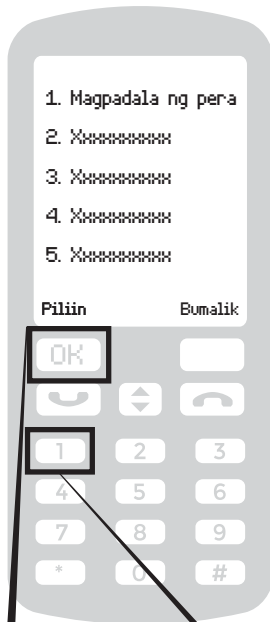 1. Magpadala ng pera
2. Xxxxxxxxxx
3. Xxxxxxxxxx
4. Xxxxxxxxxx
5. Xxxxxxxxxx
Piliin Bumalik
OK
1 2 3
4 5 6
7 8 9
* 0 #